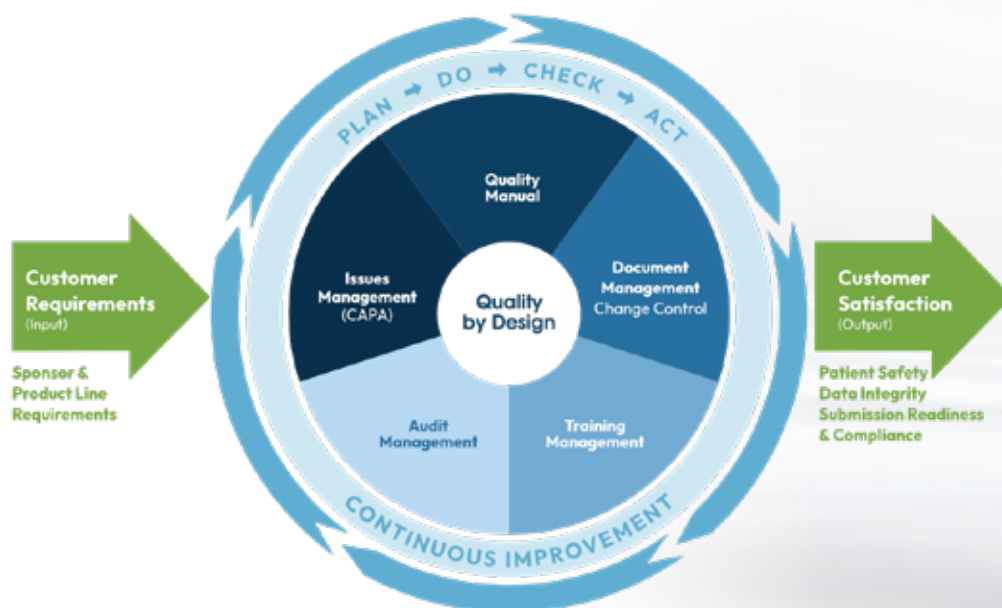 PLAN → DO → CHECK → ACT
Quality
Manual
Customer
Requirements
(Input)
Sponsor &
Product Line
Requirements
Issues
Management
(CAPA)
Quality
by Design
Document
Management
Change Control
Audit
Management
Training
Management
CONTINUOUS IMPROVEMENT
Customer
Satisfaction
(Output)
Patient Safety
Data Integrity
Submission Readiness
& Compliance